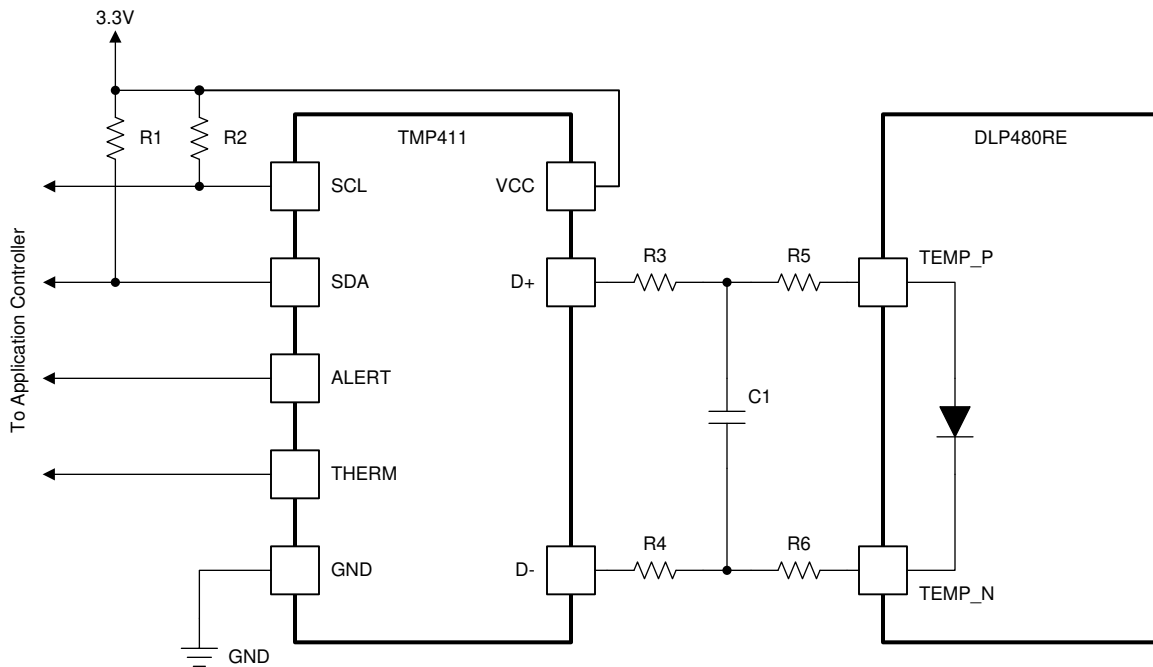 3.3V
R1
R2
TMP411
DLP480RE
SCL
VCC
R3
R5
TEMP_P
SDA
D+
To Application Controller
ALERT
C1
THERM
R4
R6
GND
D-
TEMP_N
GND